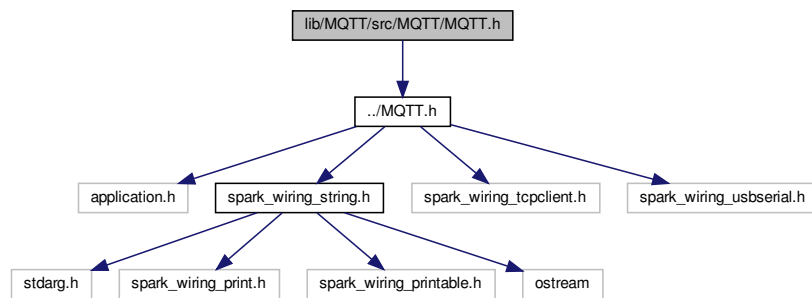 lib/MQTT/src/MQTT/MQTT.h
../MQTT.h
application.h
spark_wiring_string.h
spark_wiring_tcpclient.h
spark_wiring_usbserial.h
stdarg.h
spark_wiring_print.h
spark_wiring_printable.h
ostream